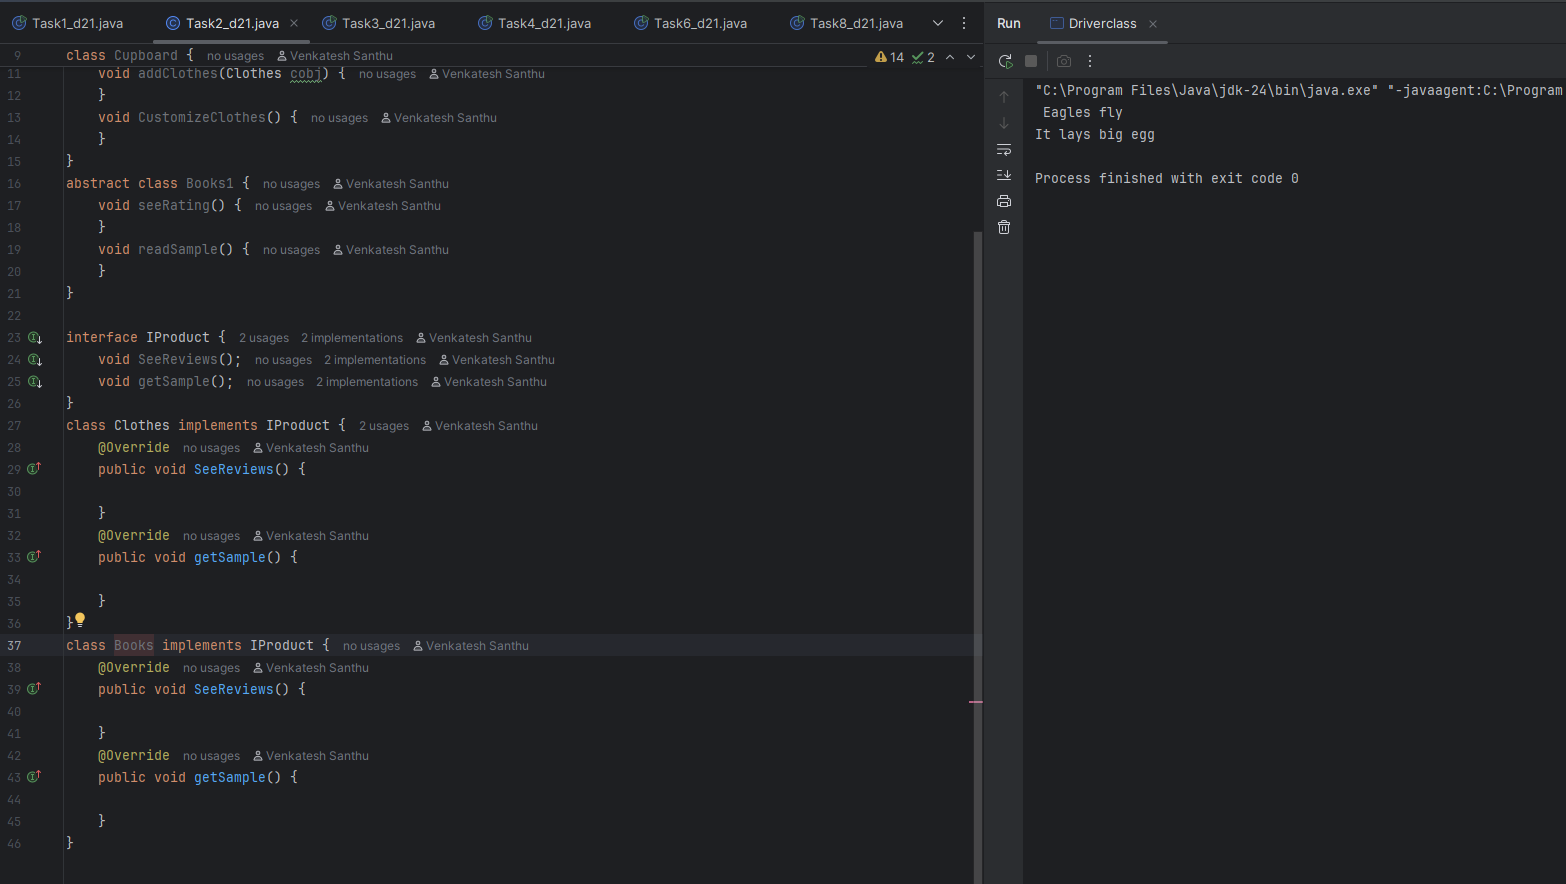 Task1_d21.java Task2_d21.java Task3_d21.java Task4_d21.java Task6_d21.java Task8_d21.java
Run Driverclass
14 2
9 class Cupboard { no usages Venkatesh Santhu
11 void addClothes(Clothes cobj) { no usages Venkatesh Santhu
12 }
13 void CustomizeClothes() { no usages Venkatesh Santhu
14 }
15 }
16 abstract class Books1 { no usages Venkatesh Santhu
17 void seeRating() { no usages Venkatesh Santhu
18 }
19 void readSample() { no usages Venkatesh Santhu
20 }
21 }
22
23 interface IProduct { 2 usages 2 implementations Venkatesh Santhu
24 void SeeReviews(); no usages 2 implementations Venkatesh Santhu
25 void getSample(); no usages 2 implementations Venkatesh Santhu
26 }
27 class Clothes implements IProduct { 2 usages Venkatesh Santhu
28 @Override no usages Venkatesh Santhu
29 public void SeeReviews() {
30
31 }
32 @Override no usages Venkatesh Santhu
33 public void getSample() {
34
35 }
36 }
37 class Books implements IProduct { no usages Venkatesh Santhu
38 @Override no usages Venkatesh Santhu
39 public void SeeReviews() {
40
41 }
42 @Override no usages Venkatesh Santhu
43 public void getSample() {
44
45 }
46 }
"C:\Program Files\Java\jdk-24\bin\java.exe" "-javaagent:C:\Program
Eagles fly
It lays big egg
Process finished with exit code 0